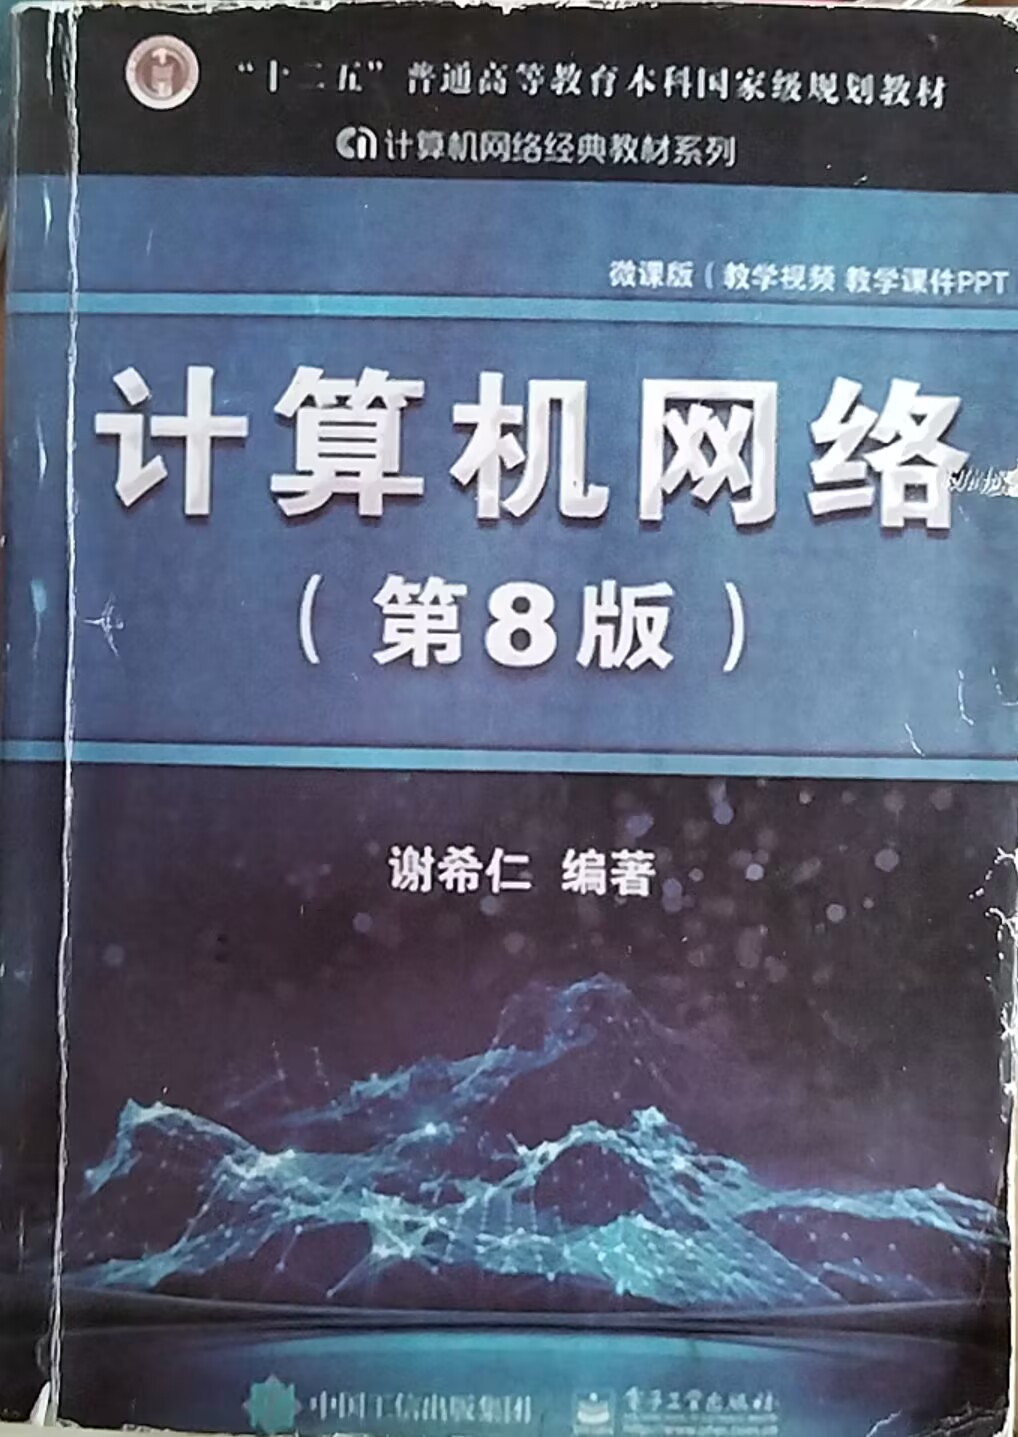 “十二五”普通高等教育本科国家级规划教材
计算机网络经典教材系列
微课版（教学视频 教学课件PPT
计算机网络
（第8版）
谢希仁 编著
中国工信出版集团
电子工业出版社